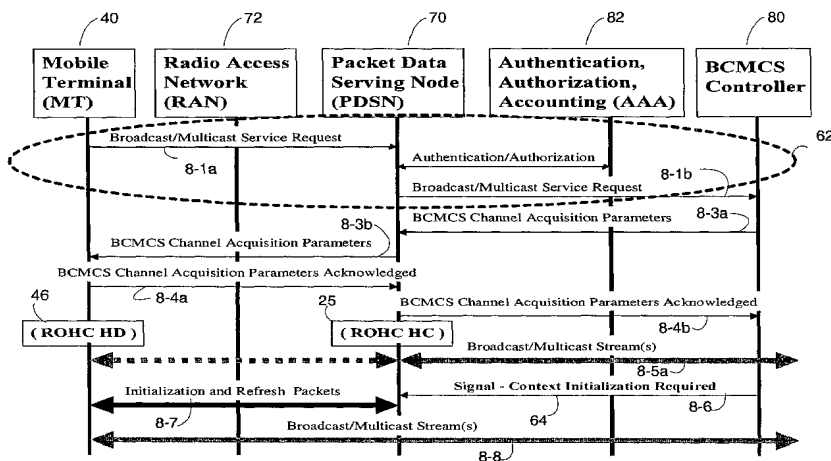 40
72
70
82
80
Mobile
Terminal
(MT)
Radio Access
Network
(RAN)
Packet Data
Serving Node
(PDSN)
Authentication,
Authorization,
Accounting (AAA)
BCMCS
Controller
62
Broadcast/Multicast Service Request
8-1a
Authentication/Authorization
8-1b
Broadcast/Multicast Service Request
8-3b
BCMCS Channel Acquisition Parameters
8-3a
BCMCS Channel Acquisition Parameters
BCMCS Channel Acquisition Parameters Acknowledged
8-4a
46
25
BCMCS Channel Acquisition Parameters Acknowledged
8-4b
(ROHC HD)
(ROHC HC)
Broadcast/Multicast Stream(s)
8-5a
Initialization and Refresh Packets
Signal - Context Initialization Required
8-7
64
8-6
Broadcast/Multicast Stream(s)
8-8